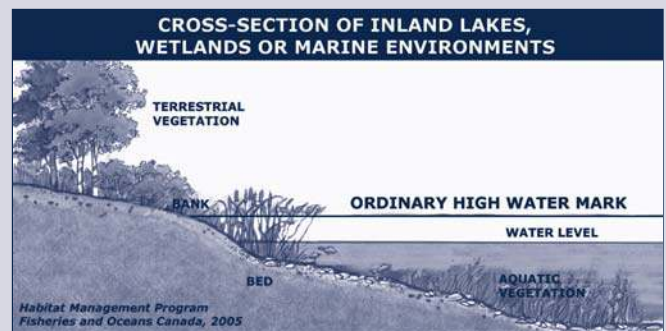 CROSS-SECTION OF INLAND LAKES,
WETLANDS OR MARINE ENVIRONMENTS
TERRESTRIAL
VEGETATION
BANK
ORDINARY HIGH WATER MARK
WATER LEVEL
BED
AQUATIC
VEGETATION
Habitat Management Program
Fisheries and Oceans Canada, 2005